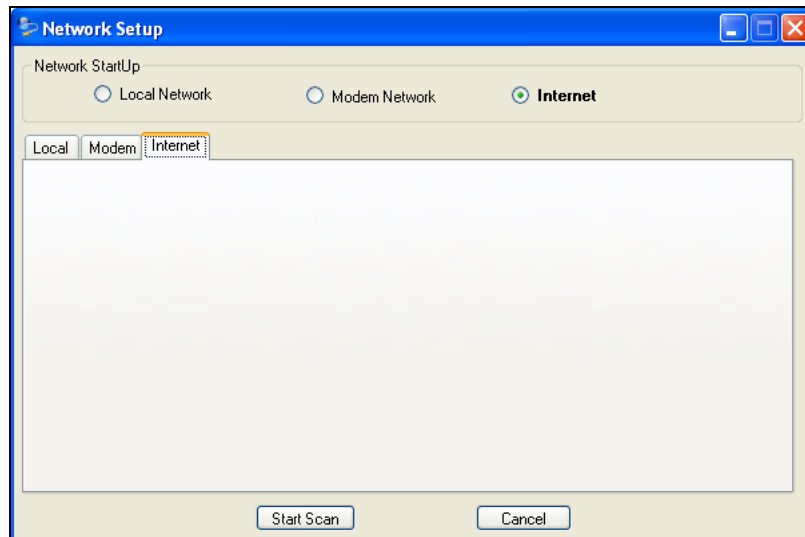 Network Setup
Network StartUp
Local Network Modem Network Internet
Local Modem Internet
Start Scan Cancel